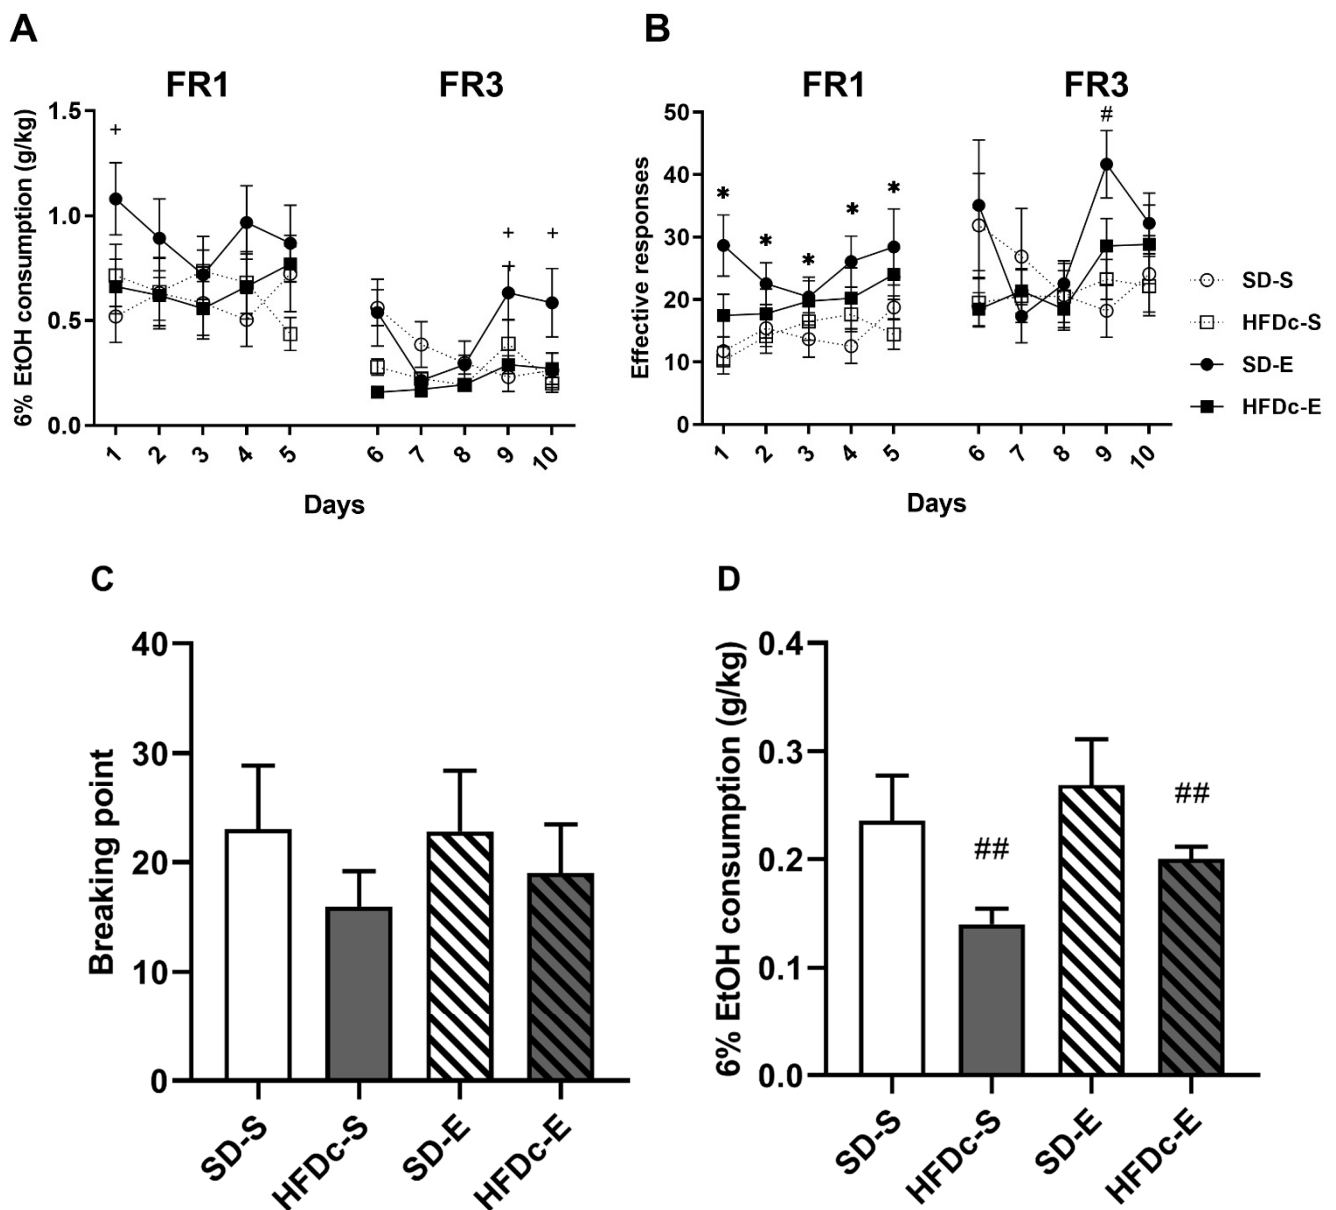 A
FR1 FR3
6% EtOH consumption (g/kg)
1.5
1.0
0.5
0.0
+
+
+
+
1 2 3 4 5 6 7 8 9 10
Days
B
FR1 FR3
Effective responses
50
40
30
20
10
0
* * * * *
#
1 2 3 4 5 6 7 8 9 10
Days
SD-S
HFDc-S
SD-E
HFDc-E
C
Breaking point
40
30
20
10
0
SD-S HFDc-S SD-E HFDc-E
D
6% EtOH consumption (g/kg)
0.4
0.3
0.2
0.1
0.0
## ##
SD-S HFDc-S SD-E HFDc-E